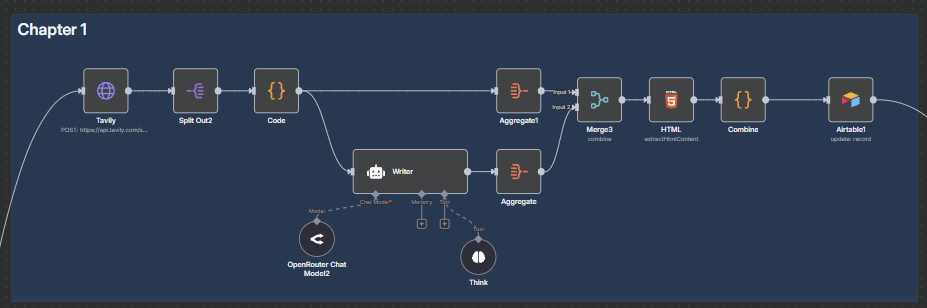 Chapter 1
Tavily
POST: https://api.tavily.com/s...
Split Out2
Code
Aggregate1
Input 1
Input 2
Merge3
combine
HTML
extractHtmlContent
Combine
Airtable1
update: record
Writer
Chat Model*
Memory
Tool
Aggregate
Model
OpenRouter Chat
Model2
Tool
Think